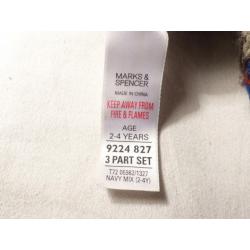 MARKS &
SPENCER
MADE IN CHINA
KEEP AWAY FROM
FIRE & FLAMES
AGE
2-4 YEARS
9224 827
3 PART SET
T72 06582/1327
NAVY MIX (2-4Y)